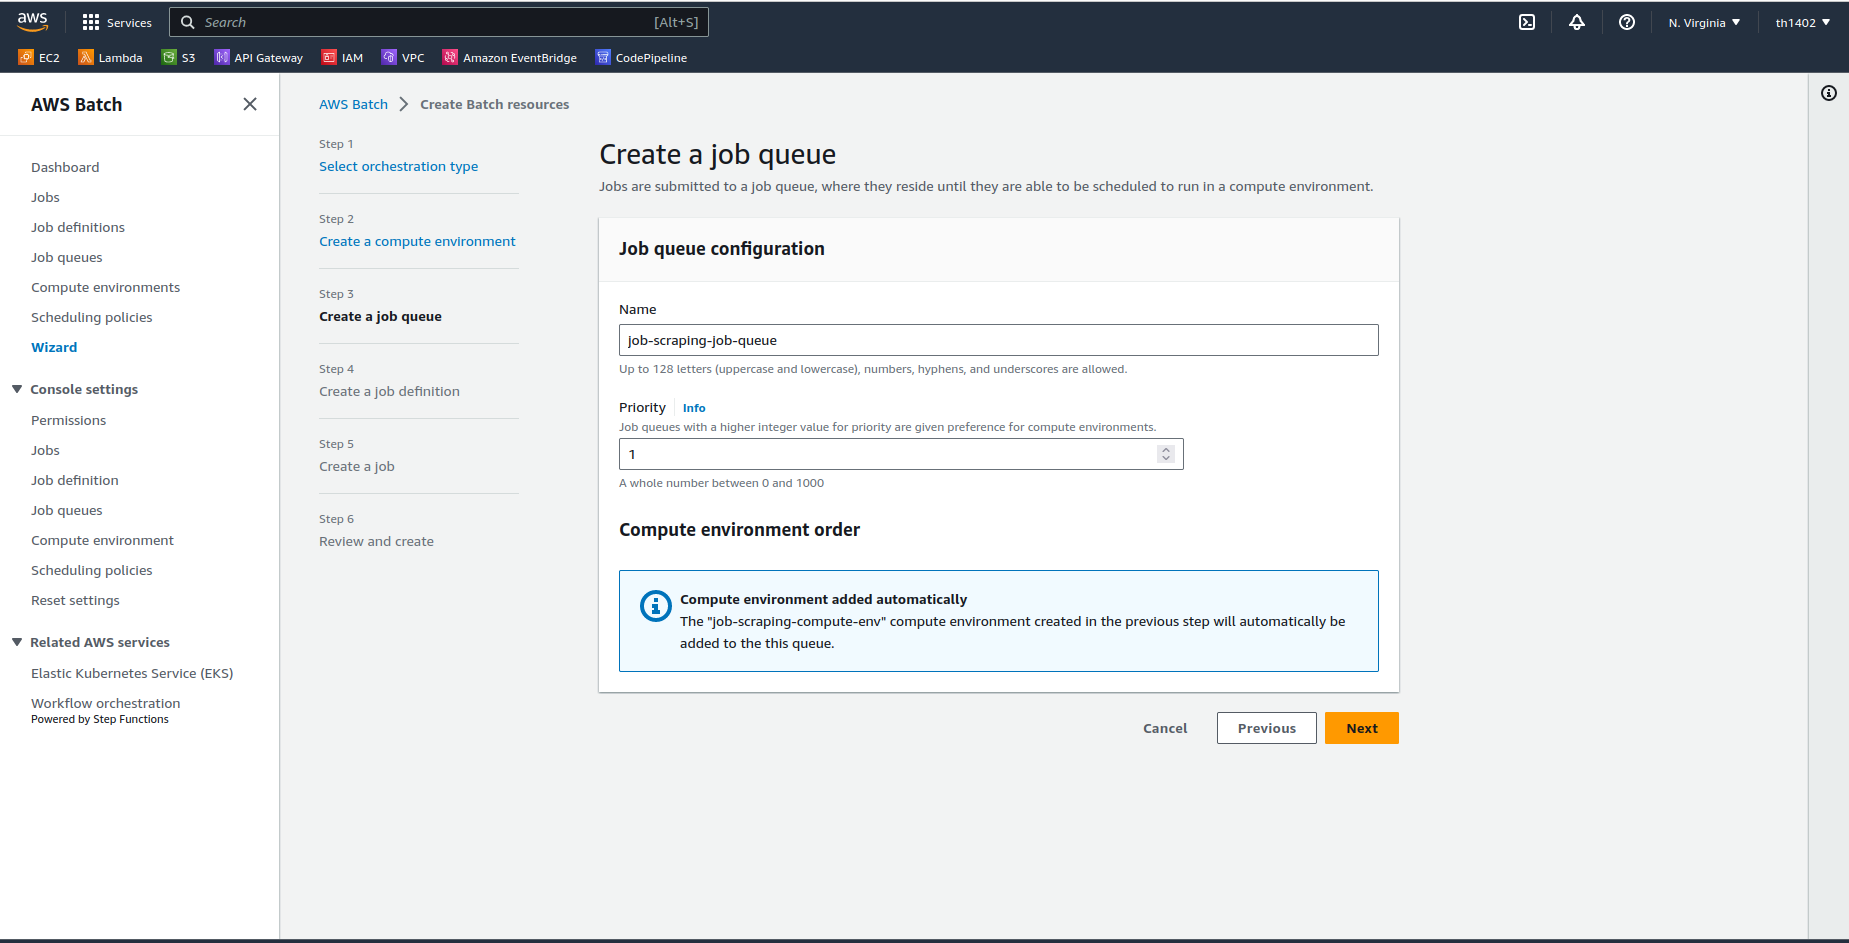 aws
Services
Search
[Alt+S]
N. Virginia
th1402
EC2
Lambda
S3
API Gateway
IAM
VPC
Amazon EventBridge
CodePipeline
AWS Batch
Dashboard
Jobs
Job definitions
Job queues
Compute environments
Scheduling policies
Wizard
Console settings
Permissions
Jobs
Job definition
Job queues
Compute environment
Scheduling policies
Reset settings
Related AWS services
Elastic Kubernetes Service (EKS)
Workflow orchestration
Powered by Step Functions
AWS Batch
Create Batch resources
Step 1
Select orchestration type
Step 2
Create a compute environment
Step 3
Create a job queue
Step 4
Create a job definition
Step 5
Create a job
Step 6
Review and create
Create a job queue
Jobs are submitted to a job queue, where they reside until they are able to be scheduled to run in a compute environment.
Job queue configuration
Name
job-scraping-job-queue
Up to 128 letters (uppercase and lowercase), numbers, hyphens, and underscores are allowed.
Priority
Info
Job queues with a higher integer value for priority are given preference for compute environments.
1
A whole number between 0 and 1000
Compute environment order
Compute environment added automatically
The "job-scraping-compute-env" compute environment created in the previous step will automatically be
added to the this queue.
Cancel
Previous
Next